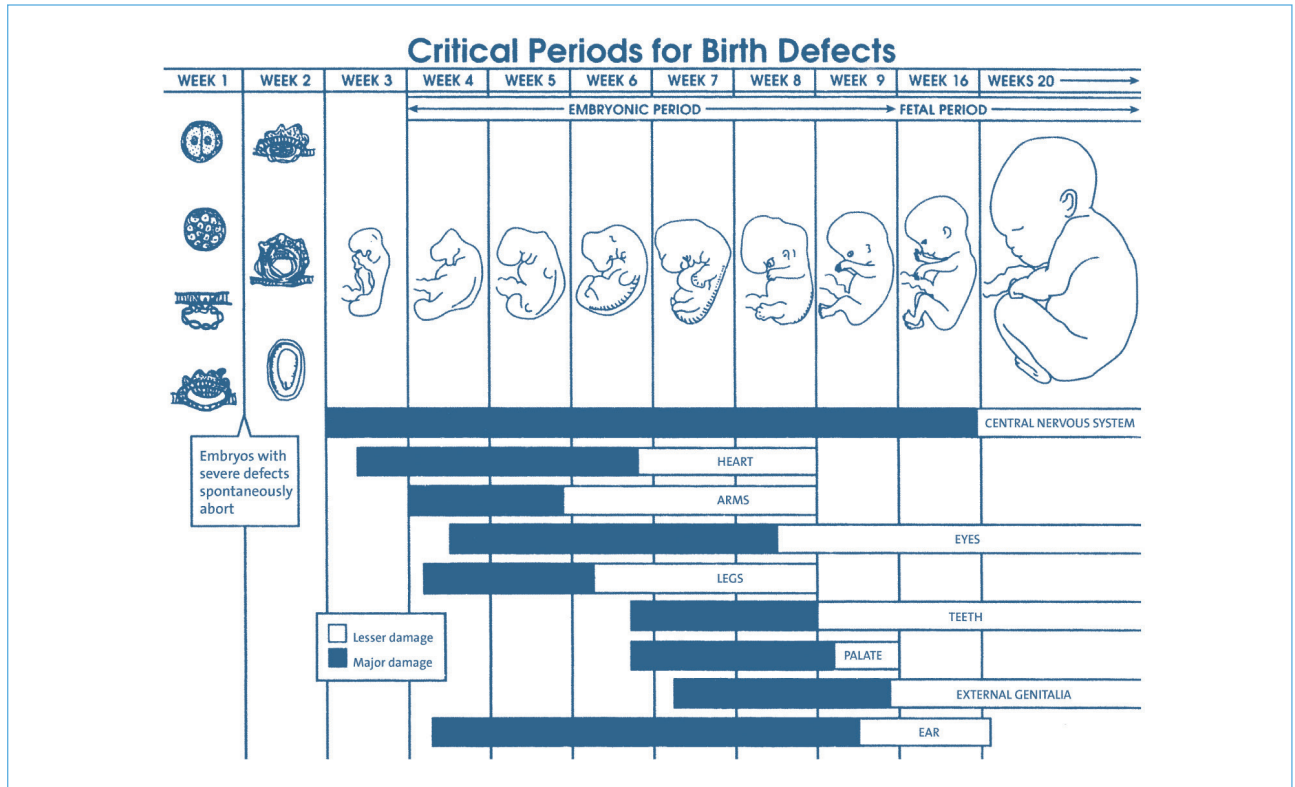 Critical Periods for Birth Defects
WEEK 1 WEEK 2 WEEK 3 WEEK 4 WEEK 5 WEEK 6 WEEK 7 WEEK 8 WEEK 9 WEEK 16 WEEKS 20
EMBRYONIC PERIOD FETAL PERIOD
CENTRAL NERVOUS SYSTEM
Embryos with
severe defects
spontaneously
abort
HEART
ARMS
EYES
LEGS
TEETH
Lesser damage
Major damage
PALATE
EXTERNAL GENITALIA
EAR